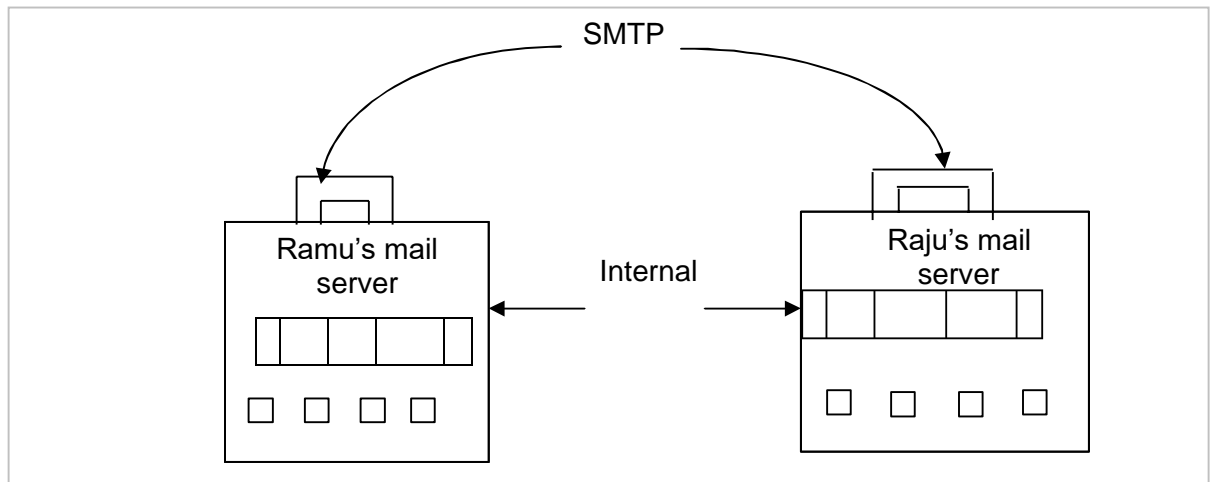 SMTP
Ramu’s mail
server
Raju’s mail
server
Internal